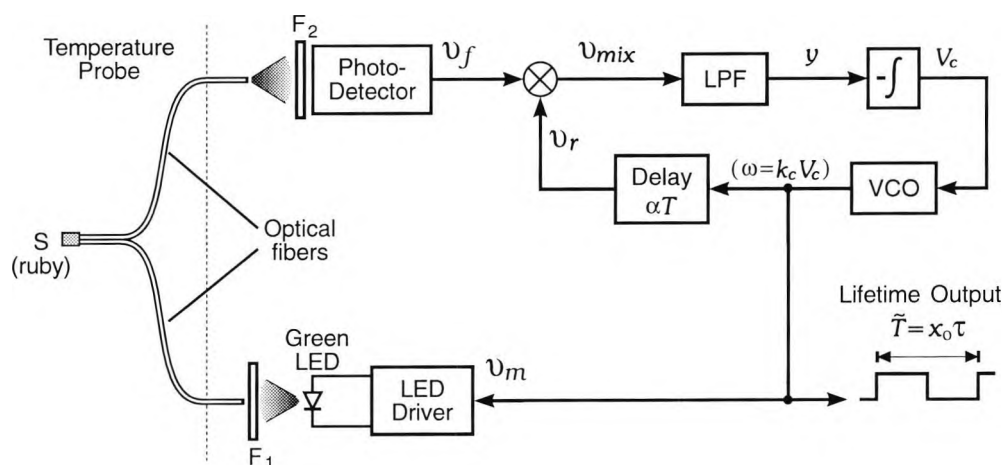 Temperature
Probe
F₂
Photo-
Detector
υf
υmix
LPF
y
-∫
Vc
υr
Delay
αT
(ω=kcVc)
VCO
S
(ruby)
Optical
fibers
Green
LED
F₁
LED
Driver
υm
Lifetime Output
T̃ = x₀τ